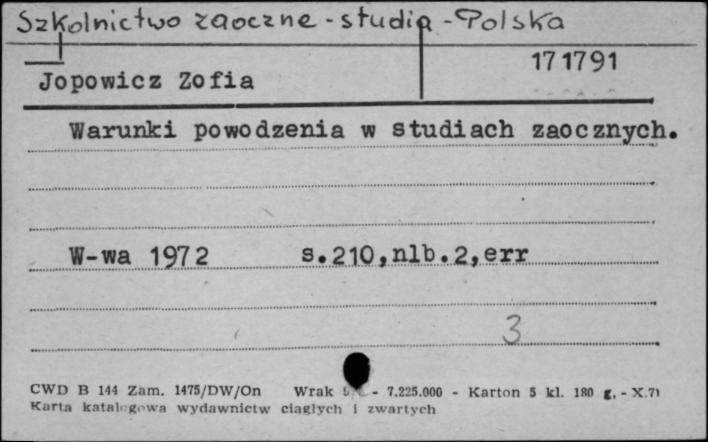 Szkolnictwo zaoczne - studia - Polska
171791
Jopowicz Zofia
Warunki powodzenia w studiach zaocznych.
W-wa 1972 s.210,nlb.2,err
3
CWD B 144 Zam. 1475/DW/On Wrak - 7.225.000 - Karton 5 kl. 180 g. - X.71
Karta katalogowa wydawnictw ciągłych i zwartych